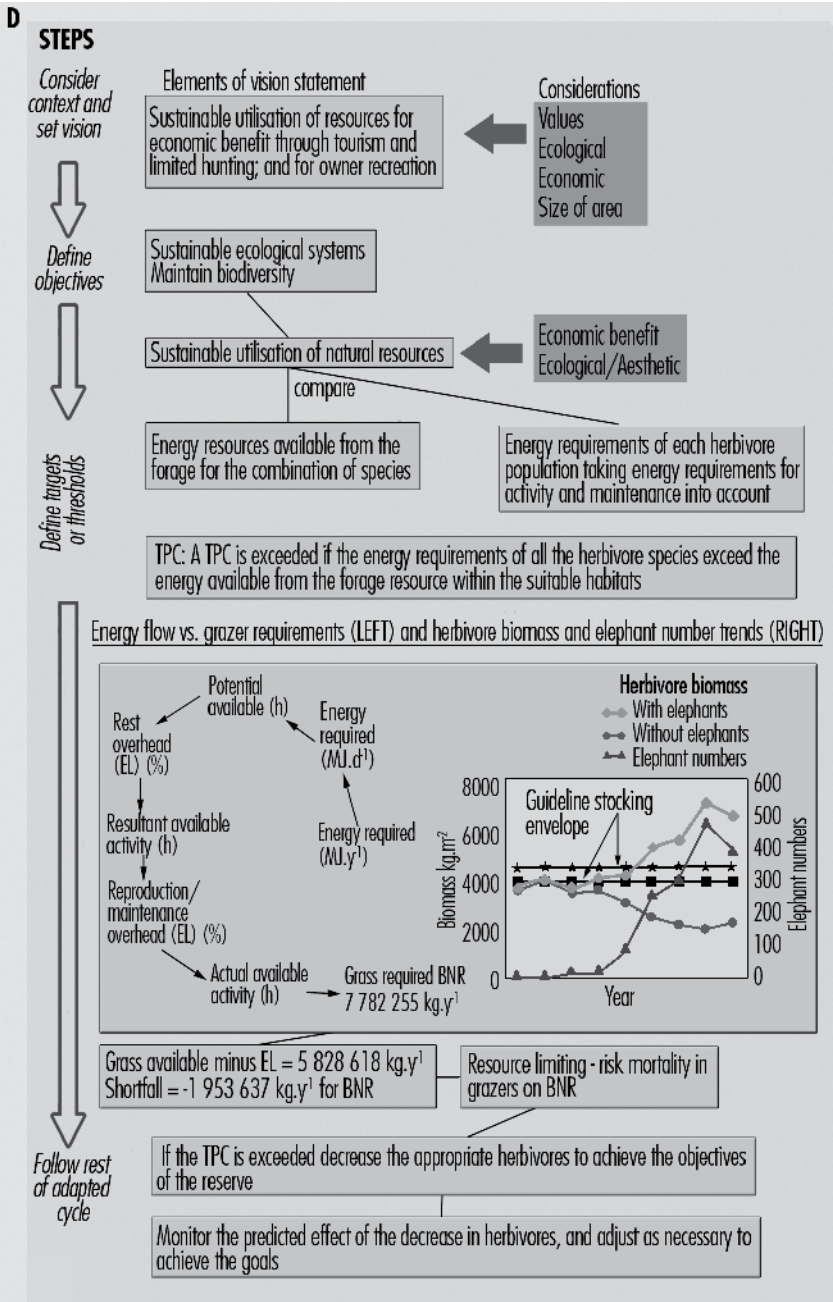 D
STEPS
Consider
context and
set vision
Elements of vision statement
Sustainable utilisation of resources for
economic benefit through tourism and
limited hunting; and for owner recreation
Considerations
Values
Ecological
Economic
Size of area
Define
objectives
Sustainable ecological systems
Maintain biodiversity
Sustainable utilisation of natural resources
Economic benefit
Ecological/Aesthetic
compare
Define targets
or thresholds
Energy resources available from the
forage for the combination of species
Energy requirements of each herbivore
population taking energy requirements for
activity and maintenance into account
TPC: A TPC is exceeded if the energy requirements of all the herbivore species exceed the
energy available from the forage resource within the suitable habitats
Energy flow vs. grazer requirements (LEFT) and herbivore biomass and elephant number trends (RIGHT)
Potential
available (h)
Rest
overhead
(EL) (%)
Energy
required
(MJ.d¹)
Resultant available
activity (h)
Energy required
(MJ.y¹)
Reproduction/
maintenance
overhead (EL) (%)
Actual available
activity (h)
Grass required BNR
7 782 255 kg.y¹
Herbivore biomass
With elephants
Without elephants
Elephant numbers
Guideline stocking
envelope
Biomass kg.m²
8000
6000
4000
2000
0
600
500
400
300
200
100
0
Elephant numbers
Year
Grass available minus EL = 5 828 618 kg.y¹
Shortfall = -1 953 637 kg.y¹ for BNR
Resource limiting - risk mortality in
grazers on BNR
Follow rest
of adapted
cycle
If the TPC is exceeded decrease the appropriate herbivores to achieve the objectives
of the reserve
Monitor the predicted effect of the decrease in herbivores, and adjust as necessary to
achieve the goals